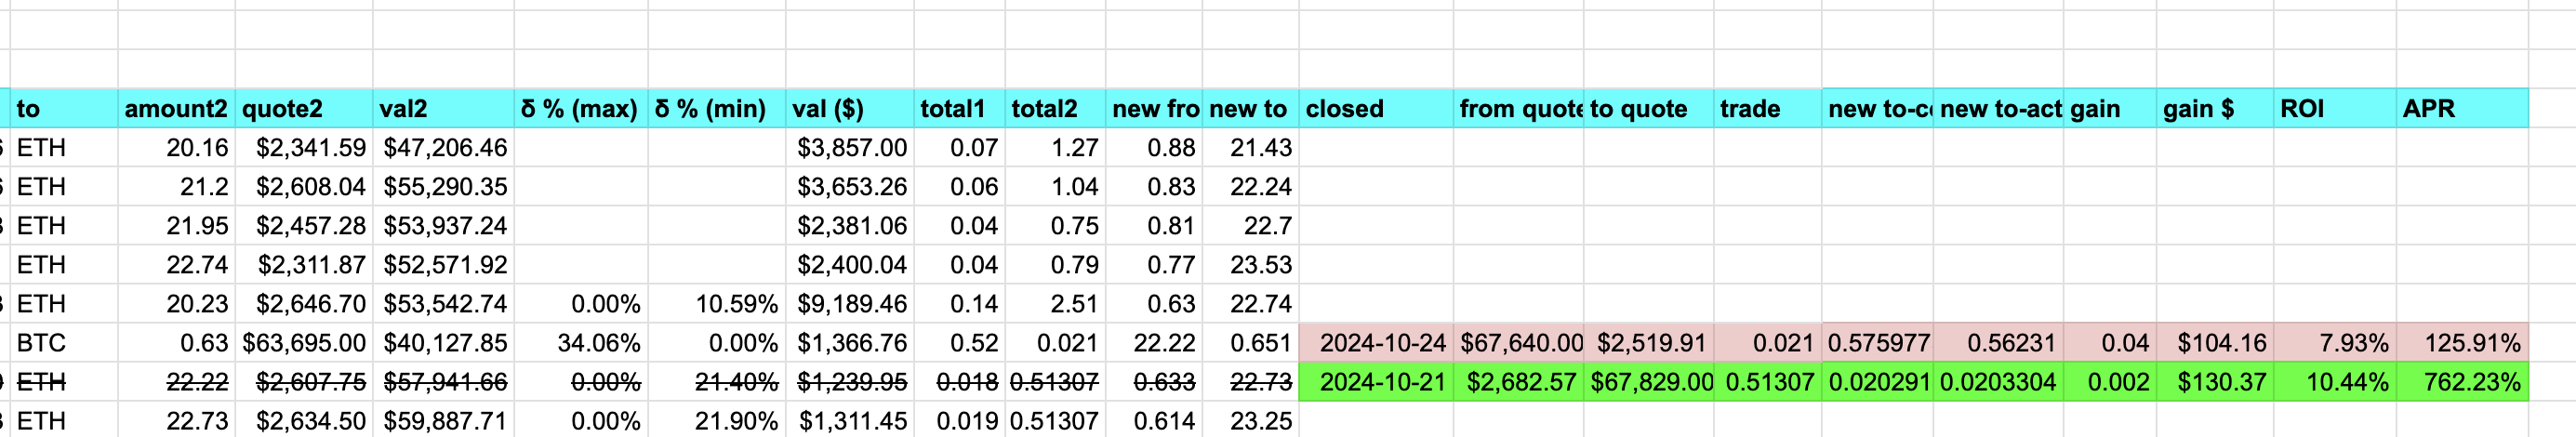 to amount2 quote2 val2 δ % (max) δ % (min) val ($) total1 total2 new fro new to closed from quote to quote trade new to-c new to-act gain gain $ ROI APR
ETH 20.16 $2,341.59 $47,206.46 $3,857.00 0.07 1.27 0.88 21.43
ETH 21.2 $2,608.04 $55,290.35 $3,653.26 0.06 1.04 0.83 22.24
ETH 21.95 $2,457.28 $53,937.24 $2,381.06 0.04 0.75 0.81 22.7
ETH 22.74 $2,311.87 $52,571.92 $2,400.04 0.04 0.79 0.77 23.53
ETH 20.23 $2,646.70 $53,542.74 0.00% 10.59% $9,189.46 0.14 2.51 0.63 22.74
BTC 0.63 $63,695.00 $40,127.85 34.06% 0.00% $1,366.76 0.52 0.021 22.22 0.651 2024-10-24 $67,640.00 $2,519.91 0.021 0.575977 0.56231 0.04 $104.16 7.93% 125.91%
ETH 22.22 $2,607.75 $57,941.66 0.00% 21.40% $1,239.95 0.018 0.51307 0.633 22.73 2024-10-21 $2,682.57 $67,829.00 0.51307 0.020291 0.0203304 0.002 $130.37 10.44% 762.23%
ETH 22.73 $2,634.50 $59,887.71 0.00% 21.90% $1,311.45 0.019 0.51307 0.614 23.25